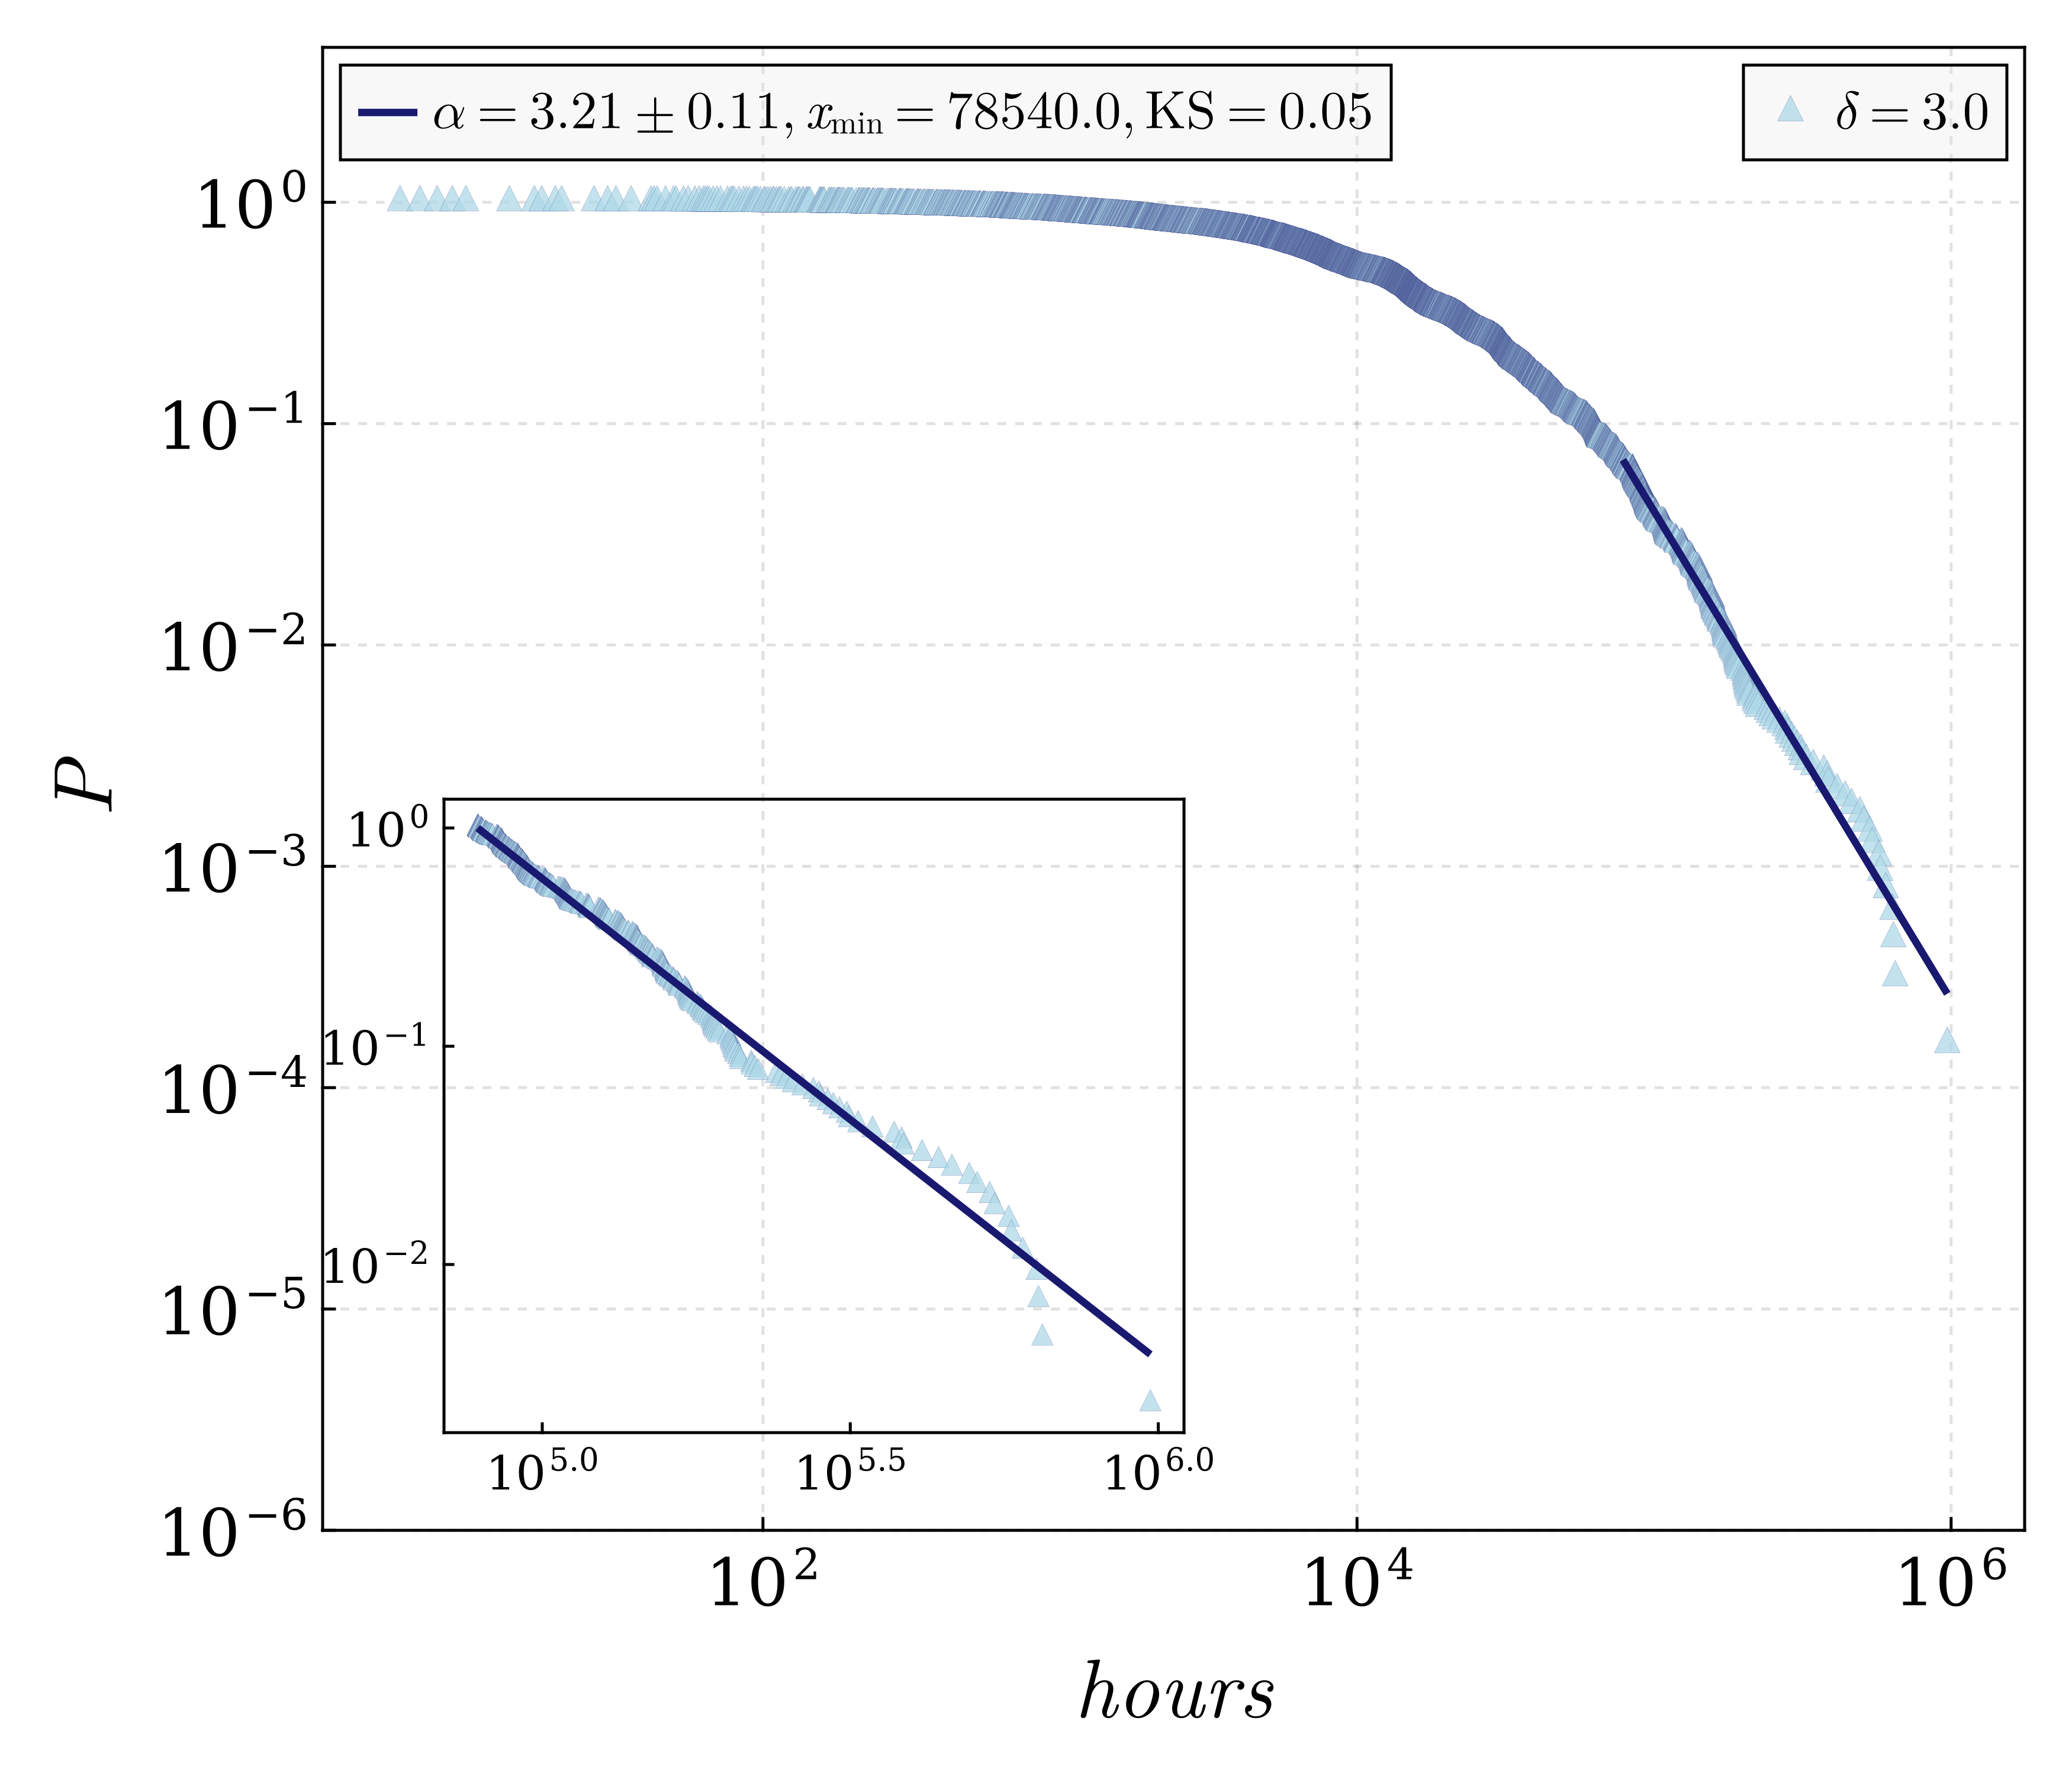 α = 3.21 ± 0.11, x_min = 78540.0, KS = 0.05
δ = 3.0
10^0
10^−1
10^−2
10^−3
10^−4
10^−5
10^−6
P
10^0
10^−1
10^−2
10^5.0 10^5.5 10^6.0
10^2 10^4 10^6
hours